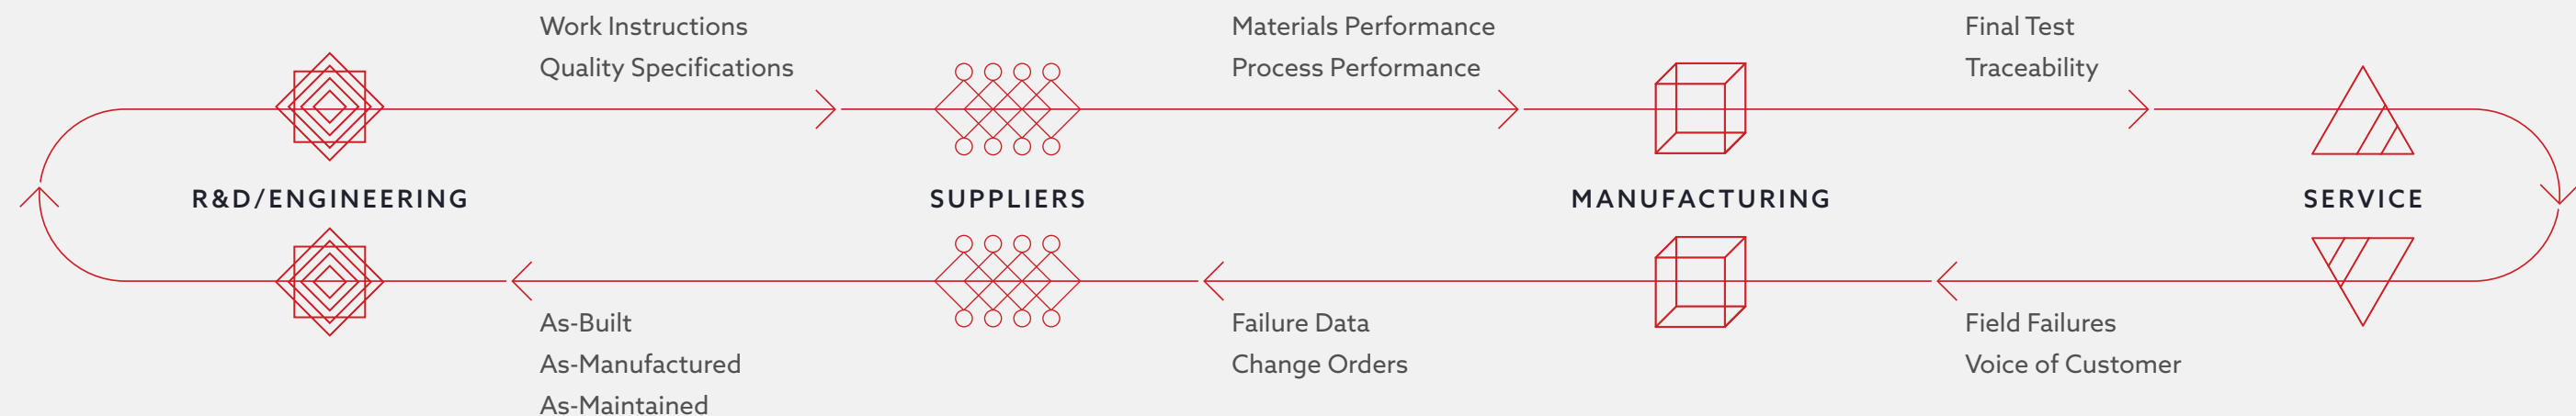 Work Instructions
Quality Specifications
Materials Performance
Process Performance
Final Test
Traceability
R&D/ENGINEERING
SUPPLIERS
MANUFACTURING
SERVICE
As-Built
As-Manufactured
As-Maintained
Failure Data
Change Orders
Field Failures
Voice of Customer